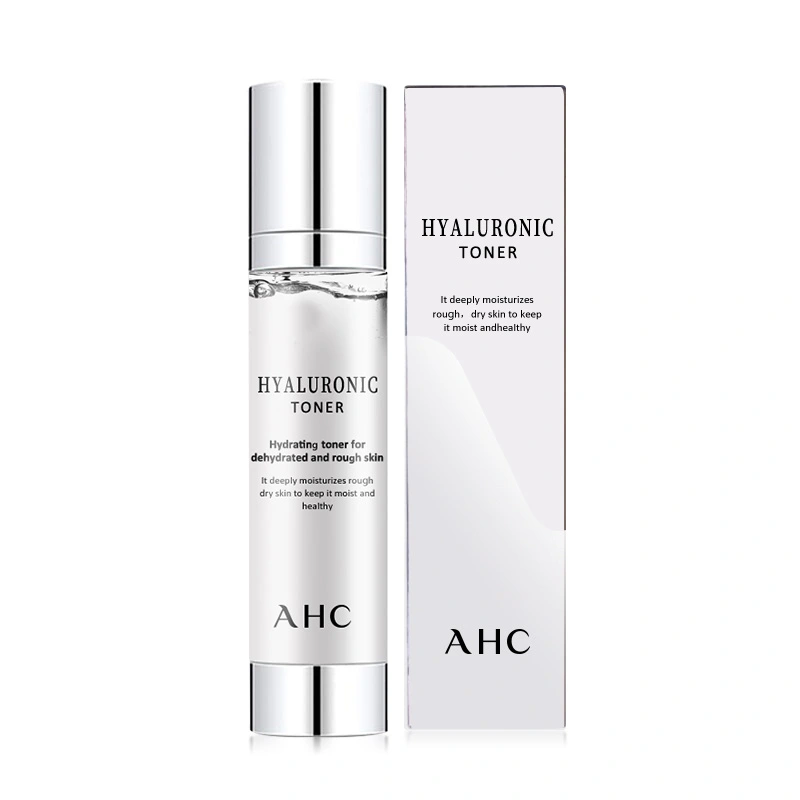 HYALURONIC
TONER
Hydrating toner for
dehydrated and rough skin
It deeply moisturizes rough
dry skin to keep it moist and
healthy
AHC
HYALURONIC
TONER
It deeply moisturizes
rough，dry skin to keep
it moist andhealthy
AHC